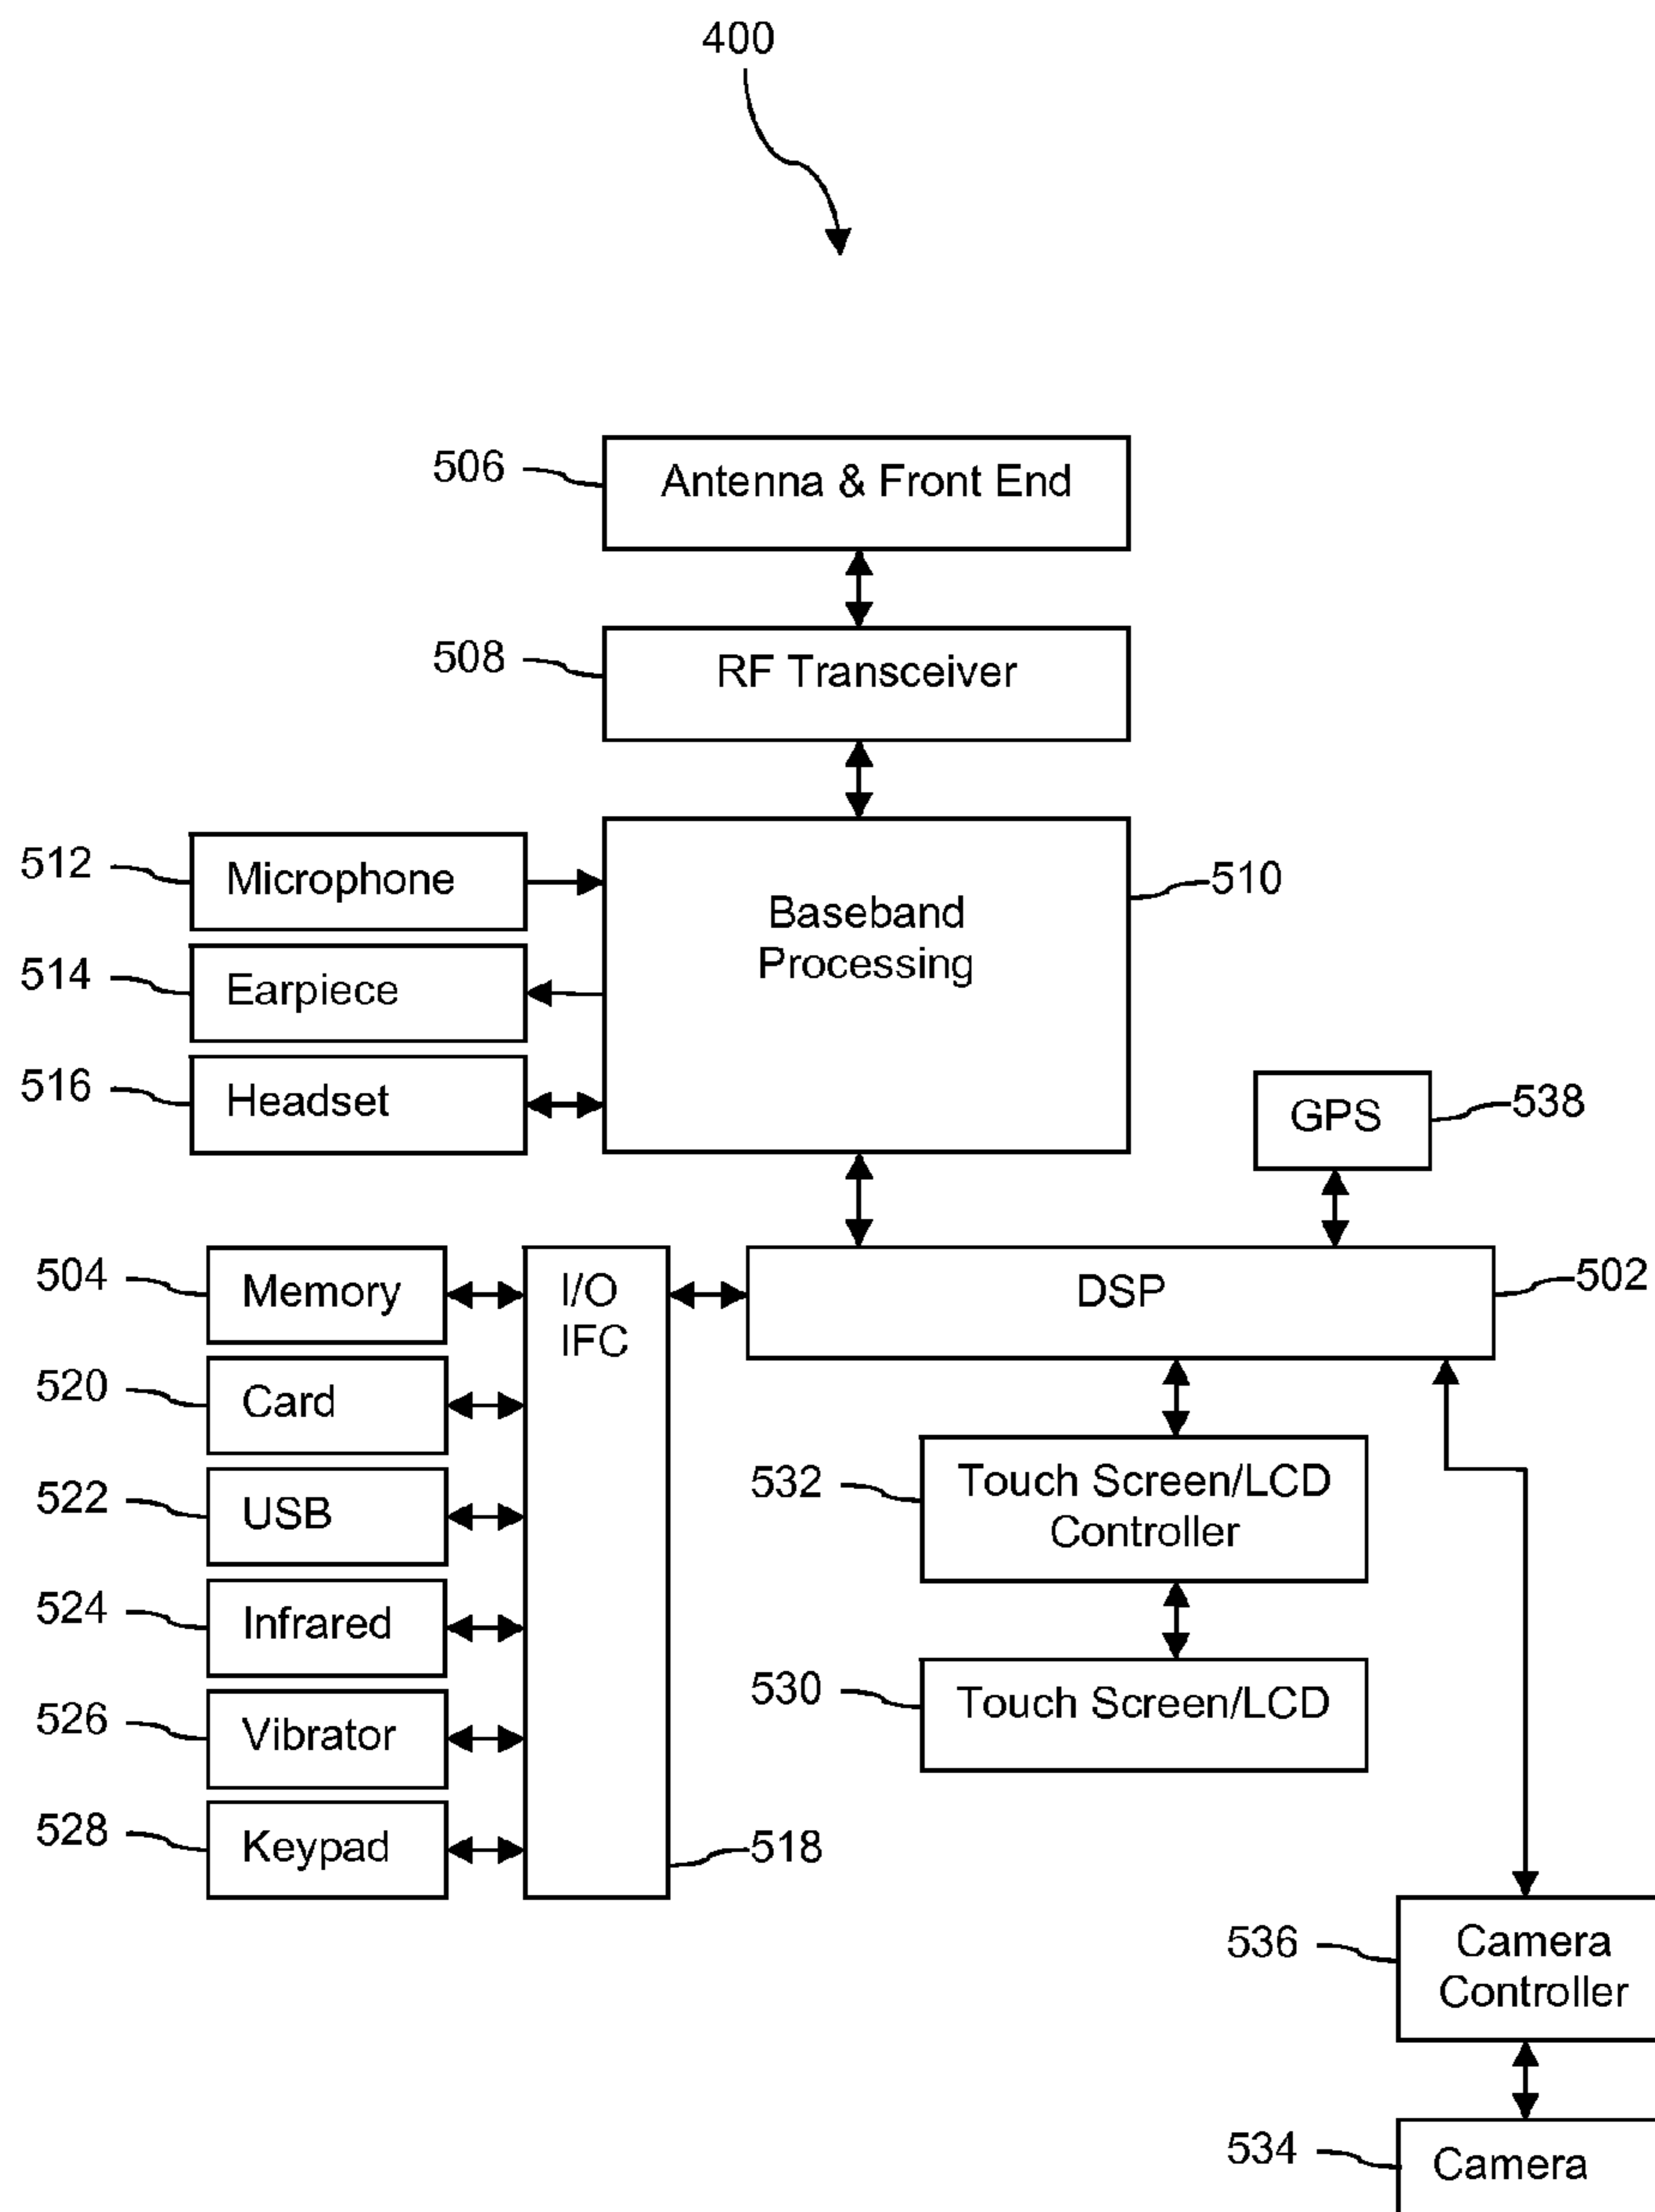 400
506
Antenna & Front End
508
RF Transceiver
512
Microphone
Baseband
Processing
510
514
Earpiece
516
Headset
GPS
538
504
Memory
I/O
IFC
DSP
502
520
Card
522
USB
532
Touch Screen/LCD
Controller
524
Infrared
530
Touch Screen/LCD
526
Vibrator
528
Keypad
518
536
Camera
Controller
534
Camera